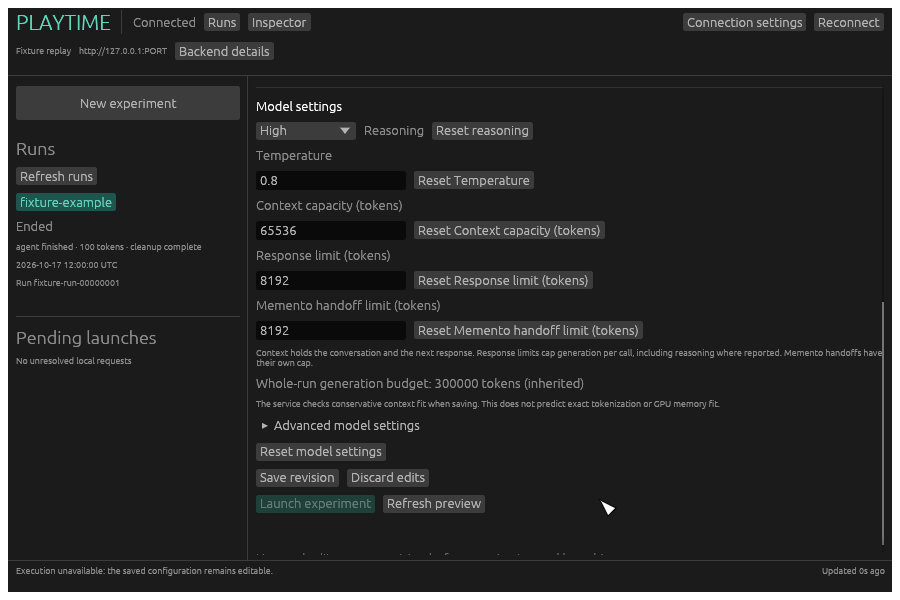 PLAYTIME Connected Runs Inspector Connection settings Reconnect
Fixture replay http://127.0.0.1:PORT Backend details
New experiment
Runs
Refresh runs
fixture-example
Ended
agent finished · 100 tokens · cleanup complete
2026-10-17 12:00:00 UTC
Run fixture-run-00000001
Pending launches
No unresolved local requests
Model settings
High Reasoning Reset reasoning
Temperature
0.8 Reset Temperature
Context capacity (tokens)
65536 Reset Context capacity (tokens)
Response limit (tokens)
8192 Reset Response limit (tokens)
Memento handoff limit (tokens)
8192 Reset Memento handoff limit (tokens)
Context holds the conversation and the next response. Response limits cap generation per call, including reasoning where reported. Memento handoffs have
their own cap.
Whole-run generation budget: 300000 tokens (inherited)
The service checks conservative context fit when saving. This does not predict exact tokenization or GPU memory fit.
Advanced model settings
Reset model settings
Save revision Discard edits
Launch experiment Refresh preview
Execution unavailable: the saved configuration remains editable. Updated 0s ago